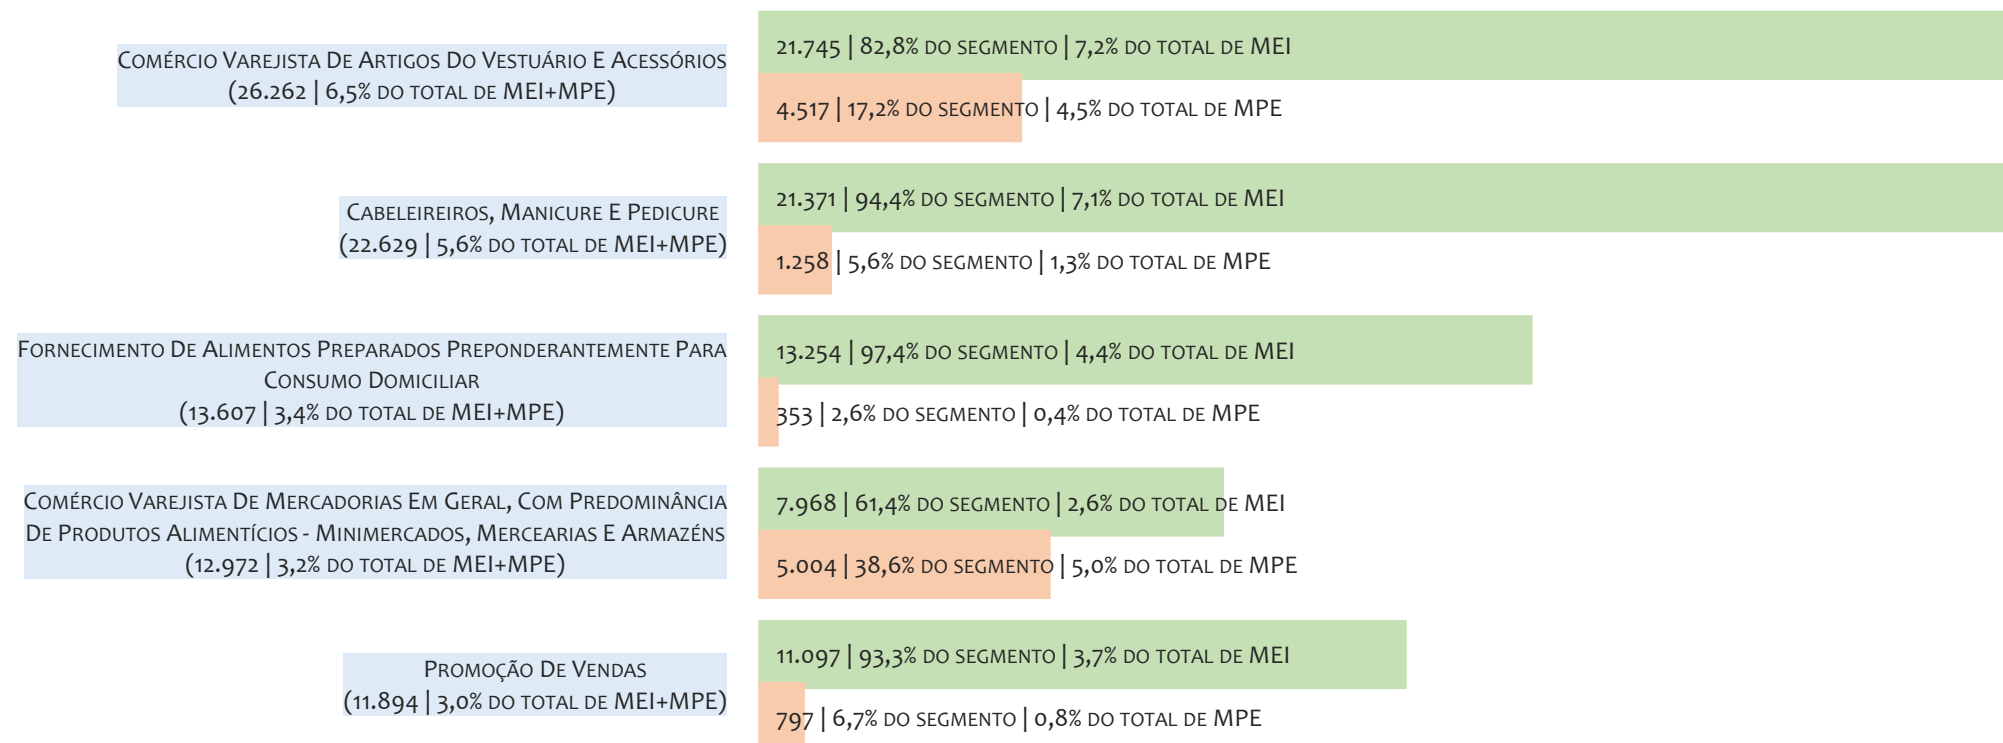 Comércio Varejista De Artigos Do Vestuário E Acessórios
(26.262 | 6,5% do total de MEI+MPE)
21.745 | 82,8% do segmento | 7,2% do total de MEI
4.517 | 17,2% do segmento | 4,5% do total de MPE
Cabeleireiros, Manicure E Pedicure
(22.629 | 5,6% do total de MEI+MPE)
21.371 | 94,4% do segmento | 7,1% do total de MEI
1.258 | 5,6% do segmento | 1,3% do total de MPE
Fornecimento De Alimentos Preparados Preponderantemente Para
Consumo Domiciliar
(13.607 | 3,4% do total de MEI+MPE)
13.254 | 97,4% do segmento | 4,4% do total de MEI
353 | 2,6% do segmento | 0,4% do total de MPE
Comércio Varejista De Mercadorias Em Geral, Com Predominância
De Produtos Alimentícios - Minimercados, Mercearias E Armazéns
(12.972 | 3,2% do total de MEI+MPE)
7.968 | 61,4% do segmento | 2,6% do total de MEI
5.004 | 38,6% do segmento | 5,0% do total de MPE
Promoção De Vendas
(11.894 | 3,0% do total de MEI+MPE)
11.097 | 93,3% do segmento | 3,7% do total de MEI
797 | 6,7% do segmento | 0,8% do total de MPE